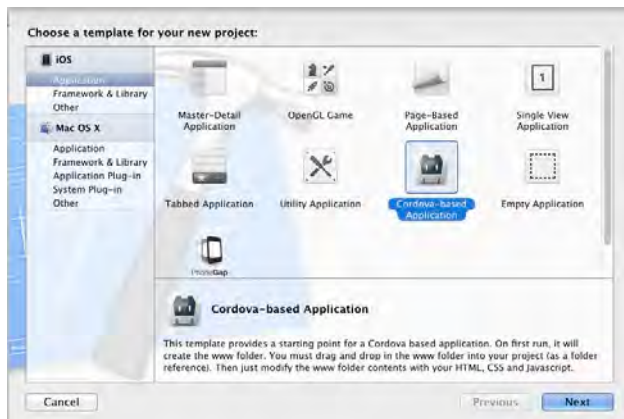 Choose a template for your new project:
iOS
Application
Framework & Library
Other
Mac OS X
Application
Framework & Library
Application Plug-in
System Plug-in
Other
Master-Detail
Application
OpenGL Game
Page-Based
Application
1
Single View
Application
Tabbed Application
Utility Application
Cordova-based
Application
Empty Application
PhoneGap
Cordova-based Application
This template provides a starting point for a Cordova based application. On first run, it will
create the www folder. You must drag and drop in the www folder into your project (as a folder
reference). Then just modify the www folder contents with your HTML, CSS and Javascript.
Cancel
Previous
Next